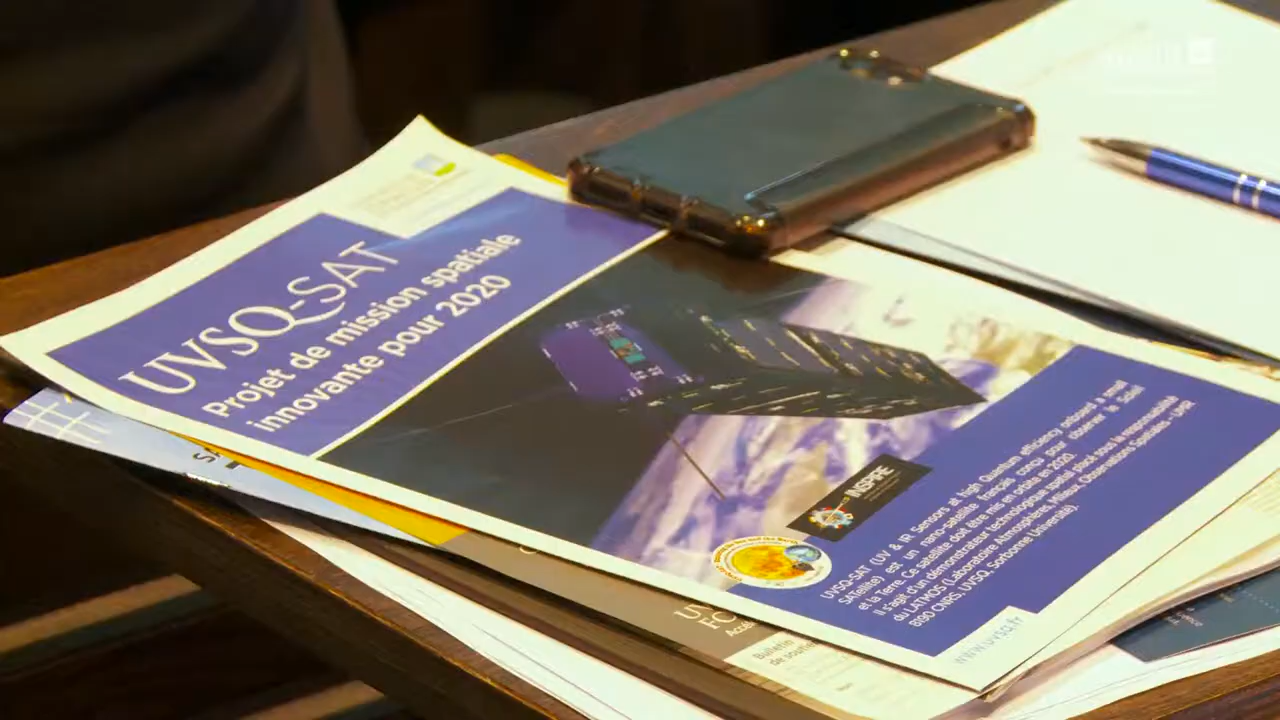 UVSQ-SAT
Projet de mission spatiale
innovante pour 2020
INSPIRE
UVSQ-SAT (UV & IR Sensors at high Quantum efficiency onboard a small
SATellite) est un nano-satellite français conçu pour observer le Soleil
et la Terre. Ce satellite doit être mis en orbite en 2020.
Il s'agit d'un démonstrateur technologique spatial placé sous la responsabilité
du LATMOS (Laboratoire Atmosphères, Milieux, Observations Spatiales – UMR
8190 CNRS, UVSQ, Sorbonne Université).
www.uvsq.fr
Bulletin
de